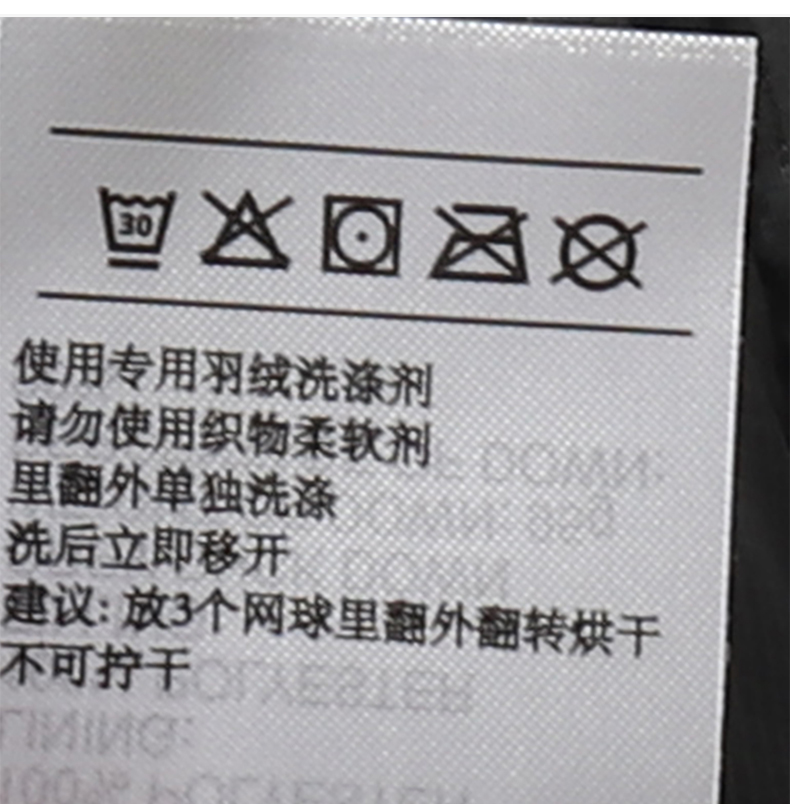 30
使用专用羽绒洗涤剂
请勿使用织物柔软剂
里翻外单独洗涤
洗后立即移开
建议: 放3个网球里翻外翻转烘干
不可拧干